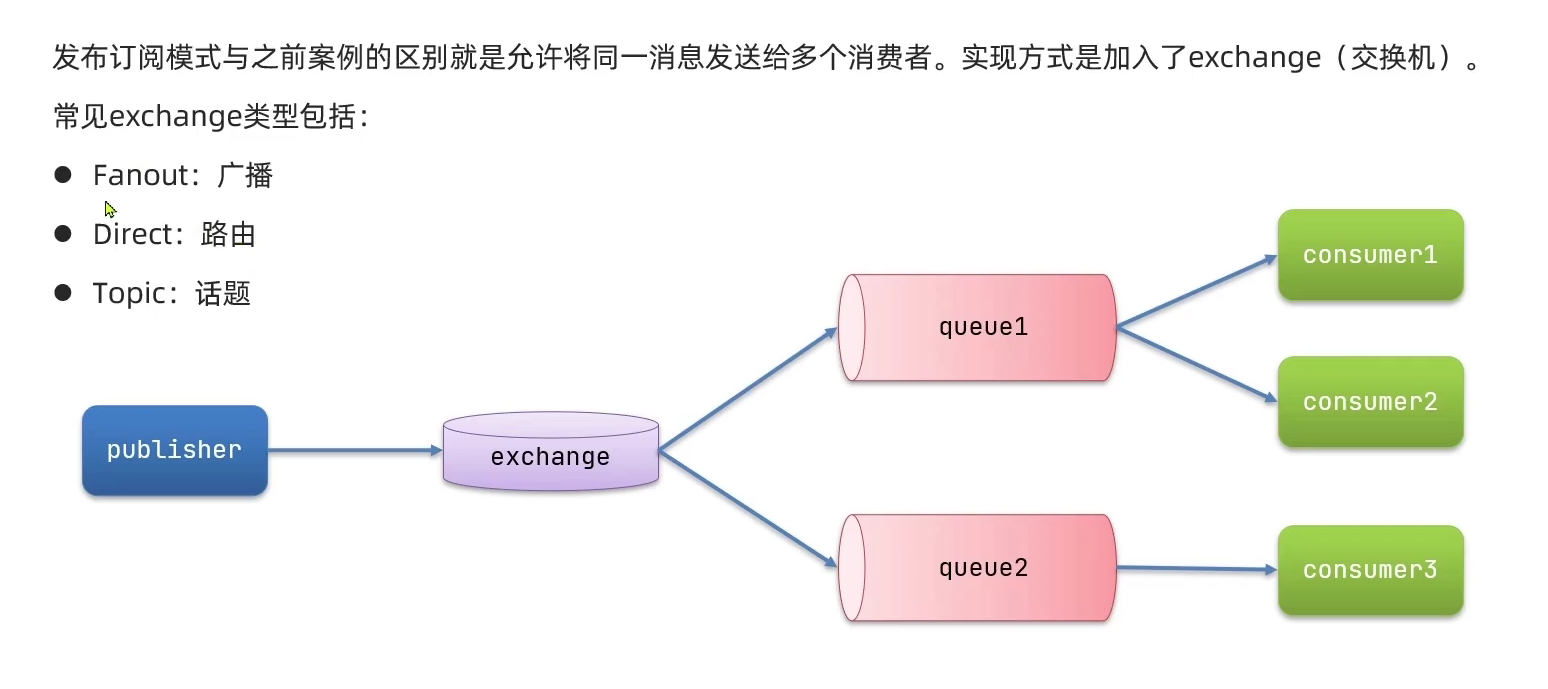 发布订阅模式与之前案例的区别就是允许将同一消息发送给多个消费者。实现方式是加入了exchange（交换机）。
常见exchange类型包括：
● Fanout：广播
● Direct：路由
● Topic：话题
publisher
exchange
queue1
queue2
consumer1
consumer2
consumer3